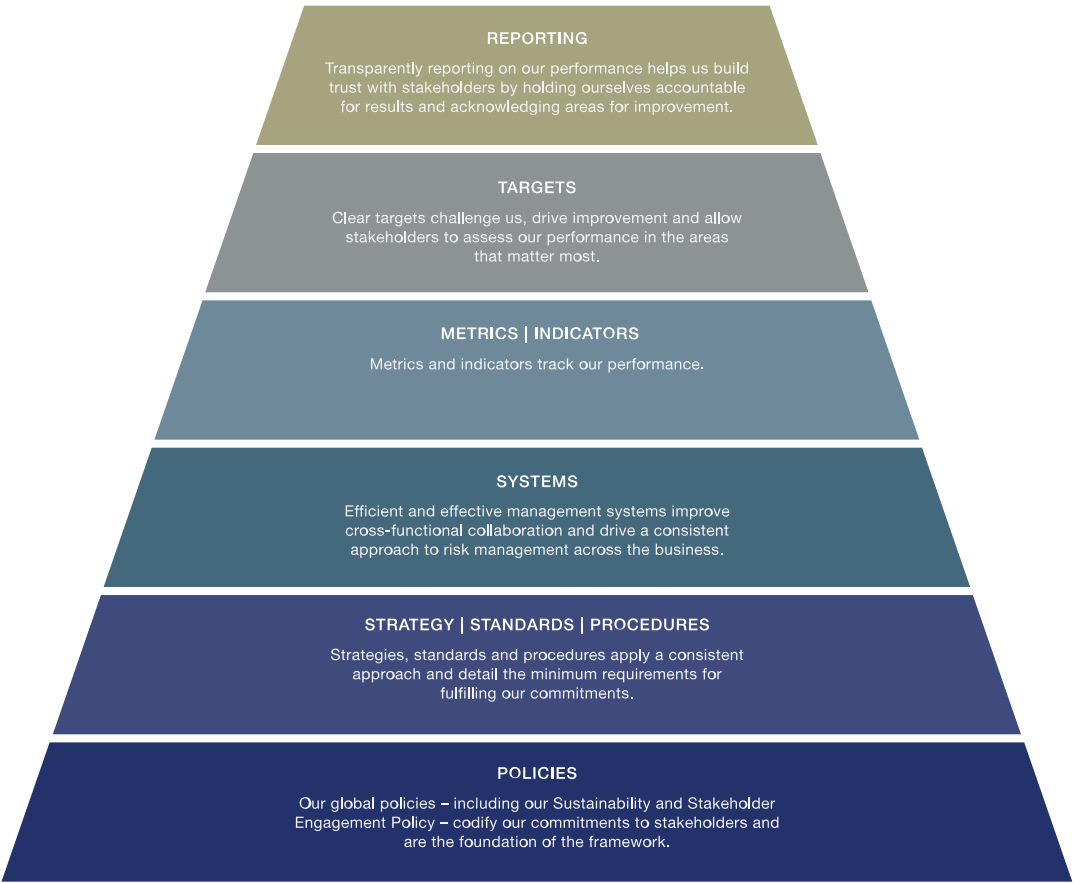 REPORTING
Transparently reporting on our performance helps us build
trust with stakeholders by holding ourselves accountable
for results and acknowledging areas for improvement.
TARGETS
Clear targets challenge us, drive improvement and allow
stakeholders to assess our performance in the areas
that matter most.
METRICS | INDICATORS
Metrics and indicators track our performance.
SYSTEMS
Efficient and effective management systems improve
cross-functional collaboration and drive a consistent
approach to risk management across the business.
STRATEGY | STANDARDS | PROCEDURES
Strategies, standards and procedures apply a consistent
approach and detail the minimum requirements for
fulfilling our commitments.
POLICIES
Our global policies – including our Sustainability and Stakeholder
Engagement Policy – codify our commitments to stakeholders and
are the foundation of the framework.